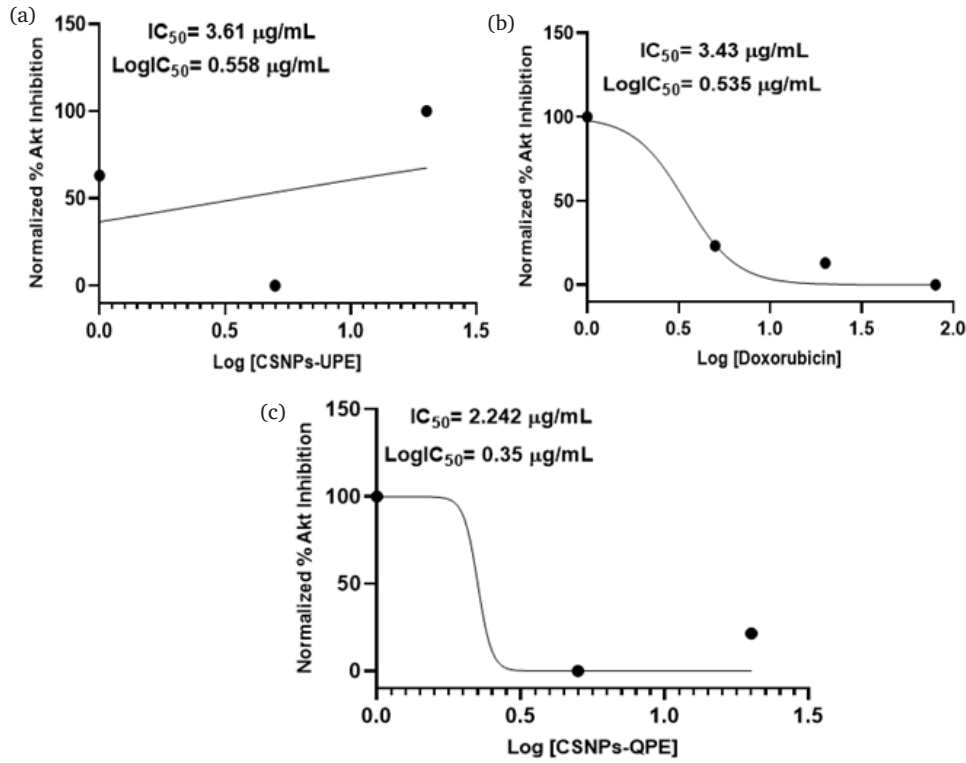 (a)
IC50= 3.61 µg/mL
LogIC50= 0.558 µg/mL
Normalized % Akt Inhibition
150
100
50
0
0.0 0.5 1.0 1.5
Log [CSNPs-UPE]
(b)
IC50= 3.43 µg/mL
LogIC50= 0.535 µg/mL
Normalized % Akt Inhibition
150
100
50
0
0.0 0.5 1.0 1.5 2.0
Log [Doxorubicin]
(c)
IC50= 2.242 µg/mL
LogIC50= 0.35 µg/mL
Normalized % Akt Inhibition
150
100
50
0
0.0 0.5 1.0 1.5
Log [CSNPs-QPE]